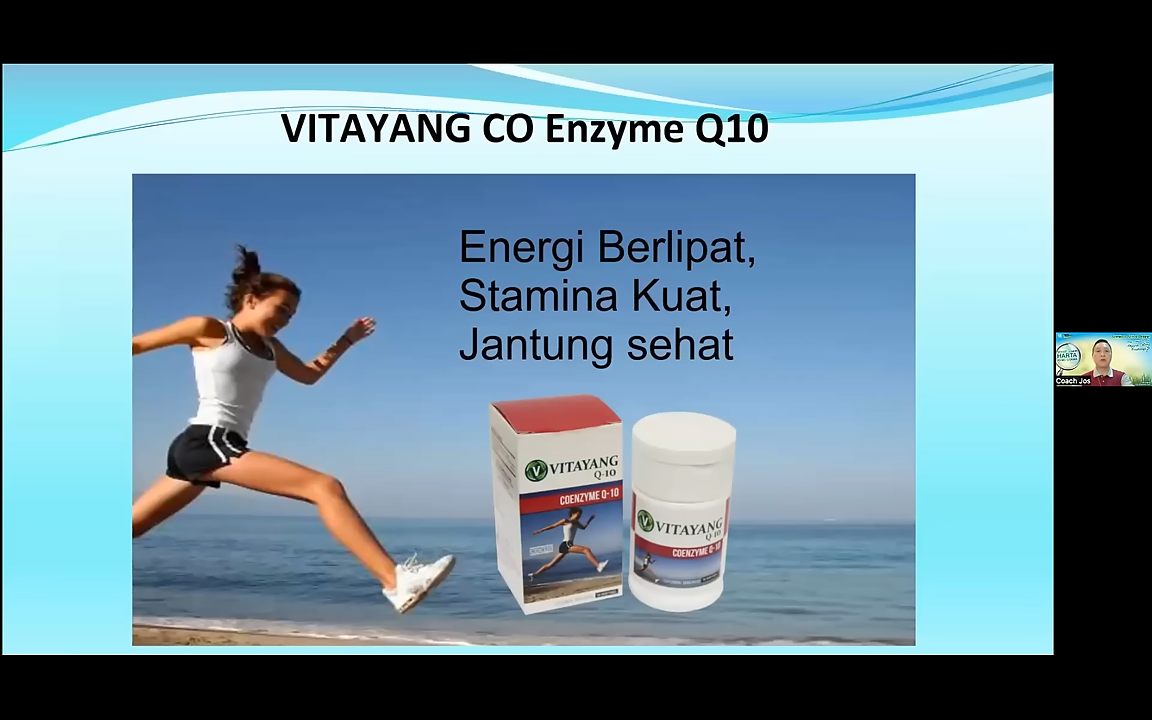 VITAYANG CO Enzyme Q10
Energi Berlipat,
Stamina Kuat,
Jantung sehat
VITAYANG
Q-10
COENZYME Q-10
VITAYANG
Q-10
COENZYME Q-10
HARTA
Coach Jos